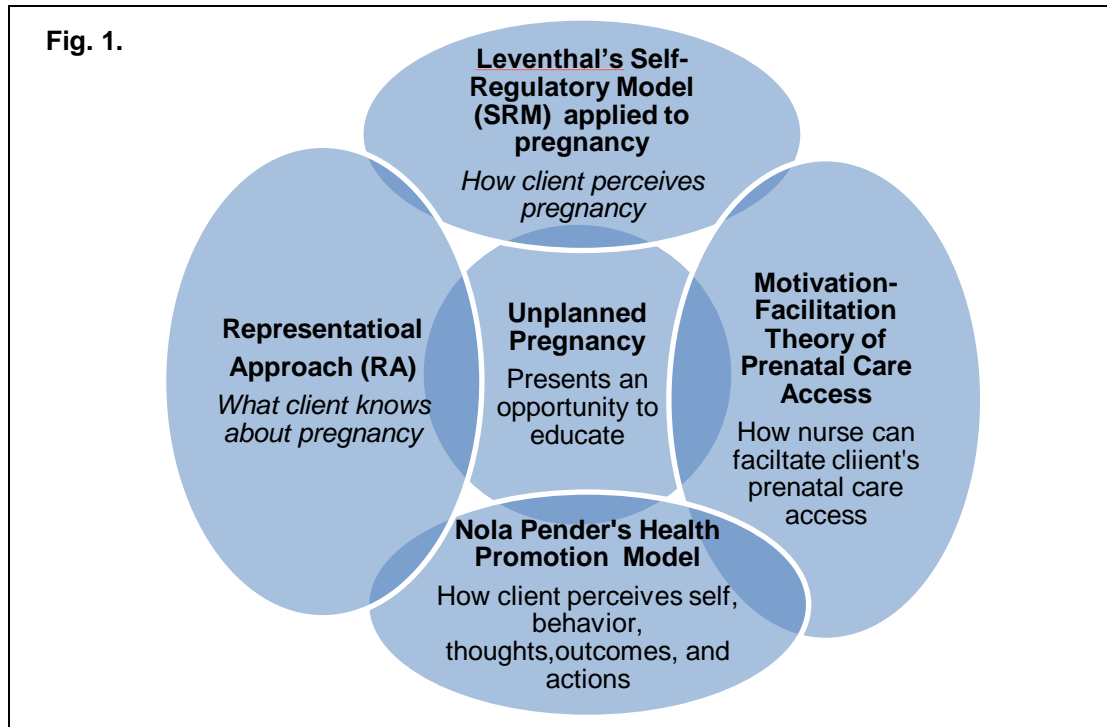 Fig. 1.
Leventhal’s Self-
Regulatory Model
(SRM) applied to
pregnancy
How client perceives
pregnancy
Representatioal
Approach (RA)
What client knows
about pregnancy
Unplanned
Pregnancy
Presents an
opportunity to
educate
Motivation-
Facilitation
Theory of
Prenatal Care
Access
How nurse can
faciltate cliient's
prenatal care
access
Nola Pender's Health
Promotion Model
How client perceives self,
behavior,
thoughts,outcomes, and
actions